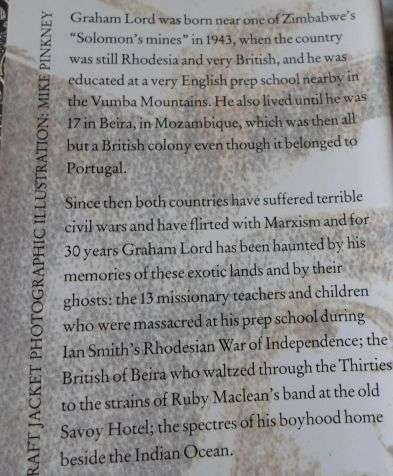 Graham Lord was born near one of Zimbabwe's
"Solomon's mines" in 1943, when the country
was still Rhodesia and very British, and he was
educated at a very English prep school nearby in
the Vumba Mountains. He also lived until he was
17 in Beira, in Mozambique, which was then all
but a British colony even though it belonged to
Portugal.
Since then both countries have suffered terrible
civil wars and have flirted with Marxism and for
30 years Graham Lord has been haunted by his
memories of these exotic lands and by their
ghosts: the 13 missionary teachers and children
who were massacred at his prep school during
Ian Smith's Rhodesian War of Independence; the
British of Beira who waltzed through the Thirties
to the strains of Ruby Maclean's band at the old
Savoy Hotel; the spectres of his boyhood home
beside the Indian Ocean.
RAFT JACKET PHOTOGRAPHIC ILLUSTRATION: MIKE PINKNEY